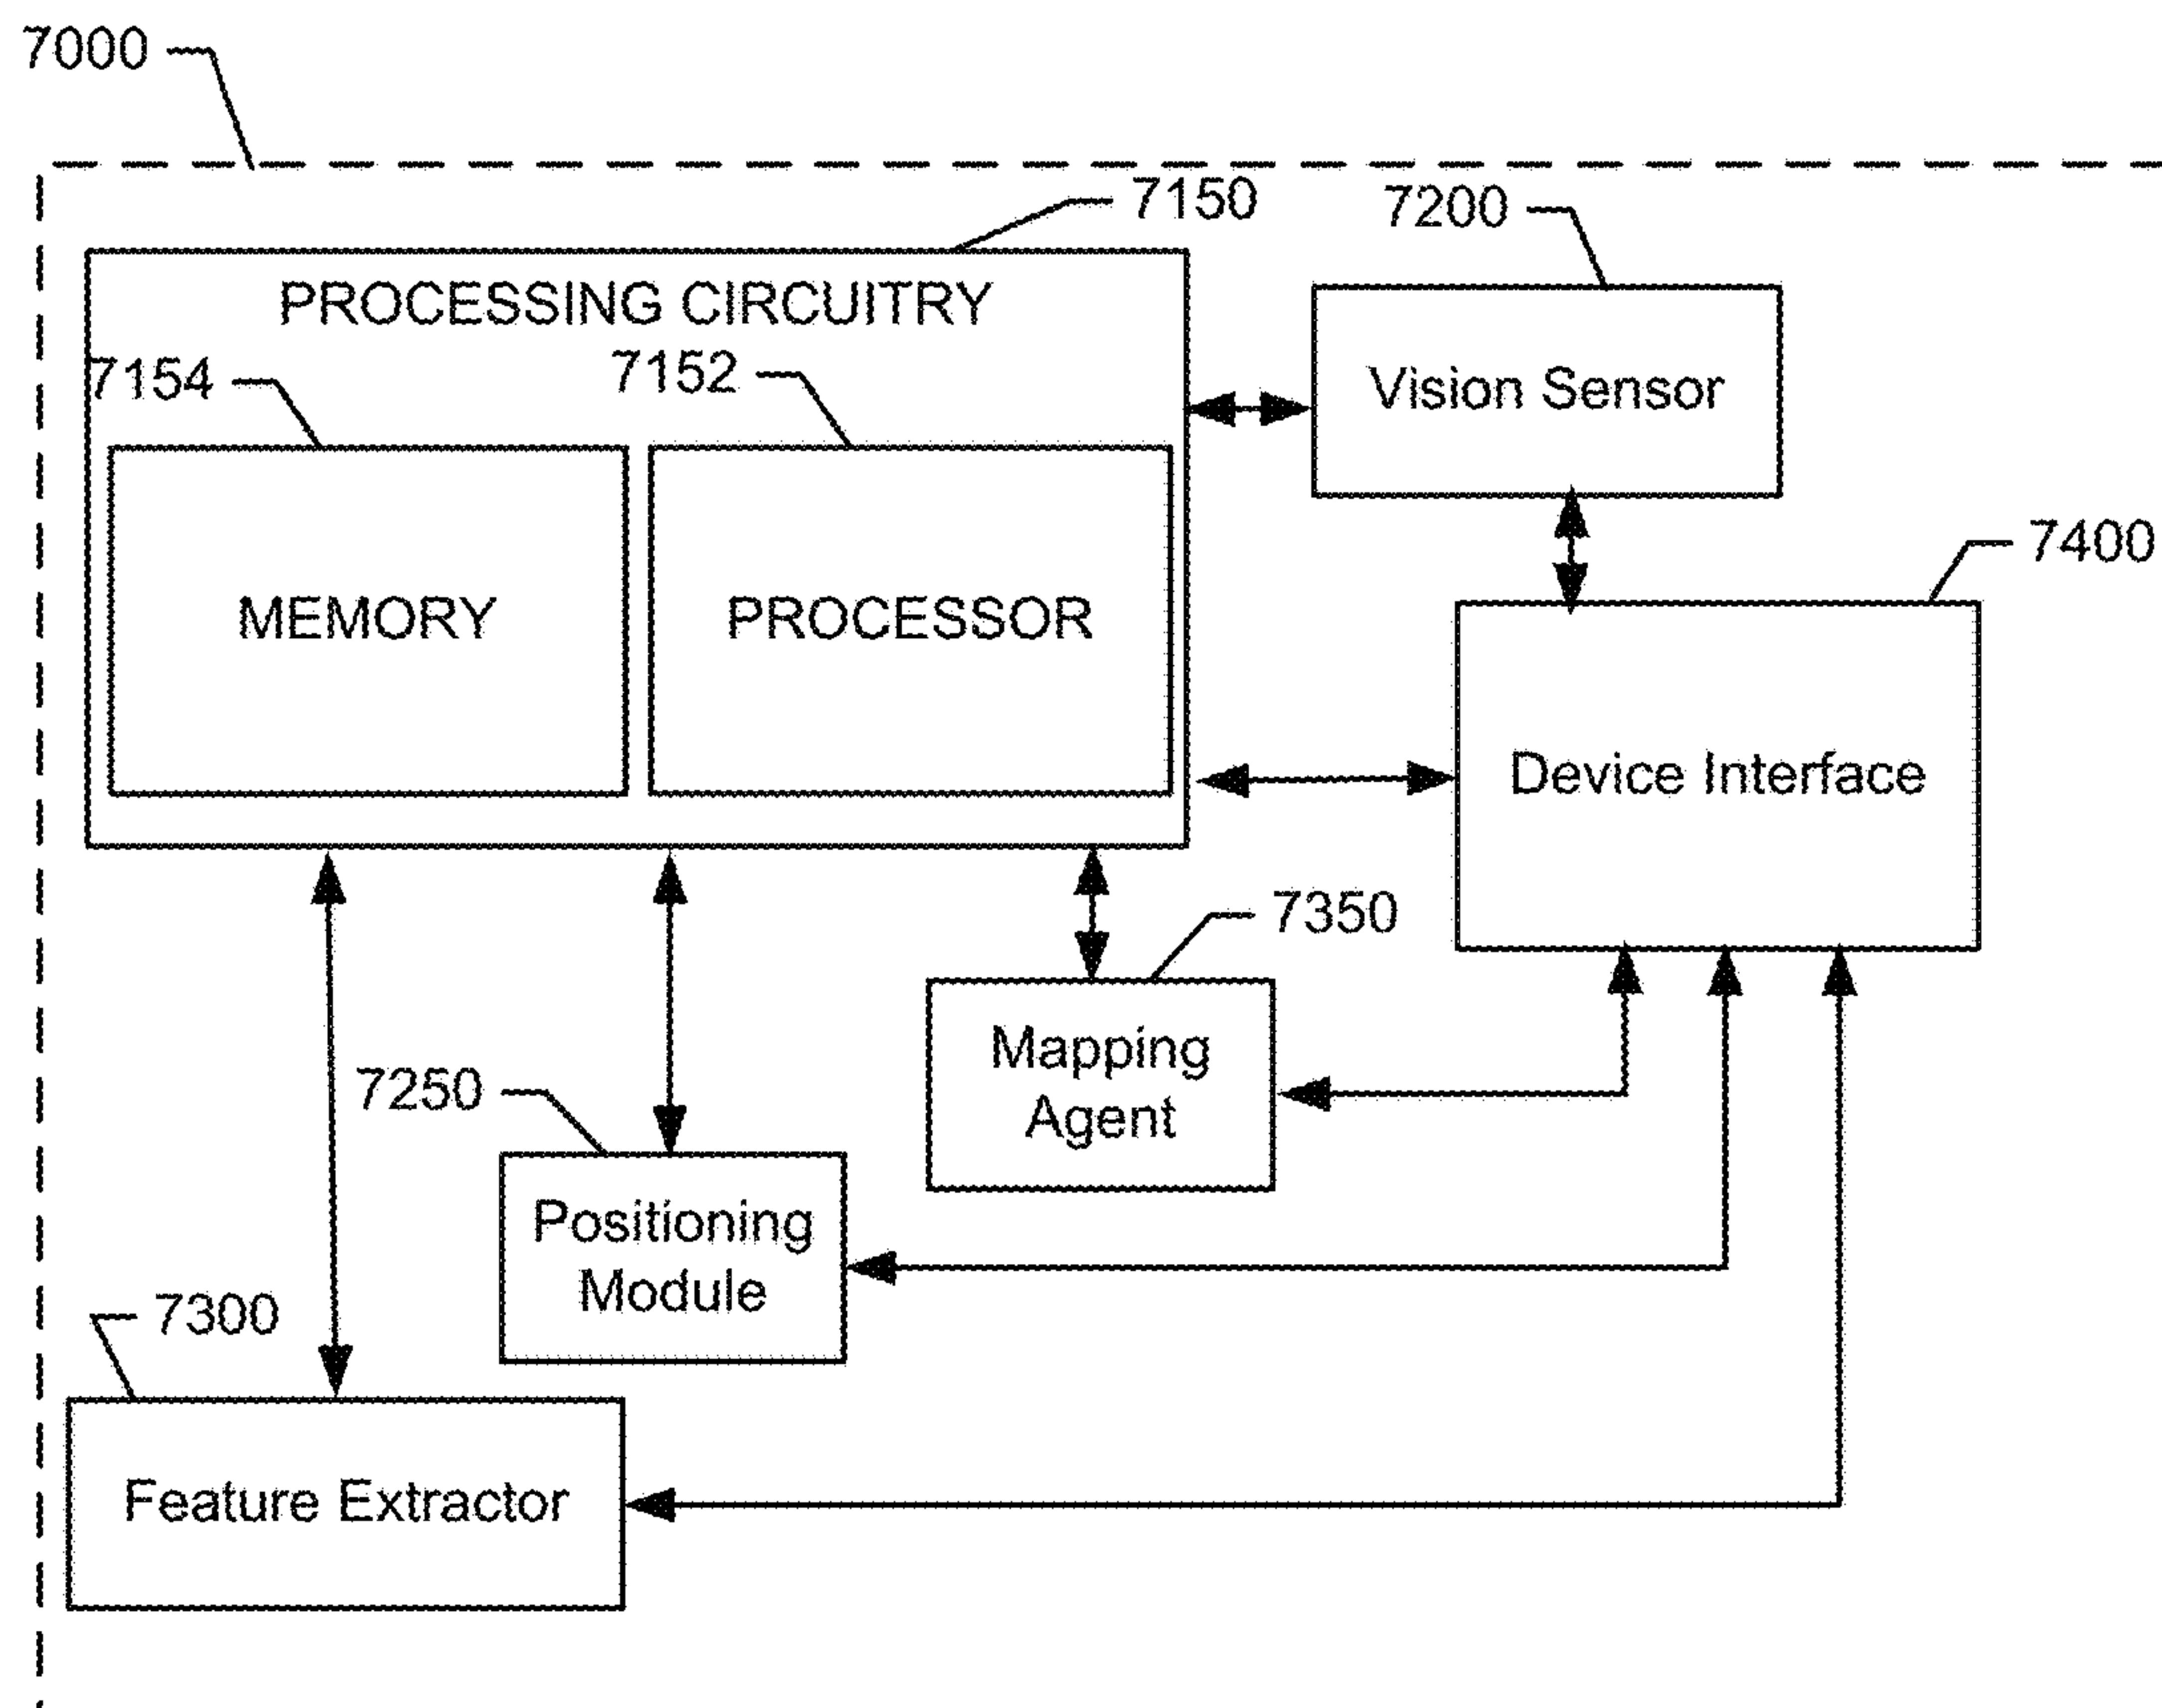 7000
7150
7200
PROCESSING CIRCUITRY
7154
7152
Vision Sensor
7400
MEMORY
PROCESSOR
Device Interface
7350
Mapping
Agent
7250
Positioning
Module
7300
Feature Extractor